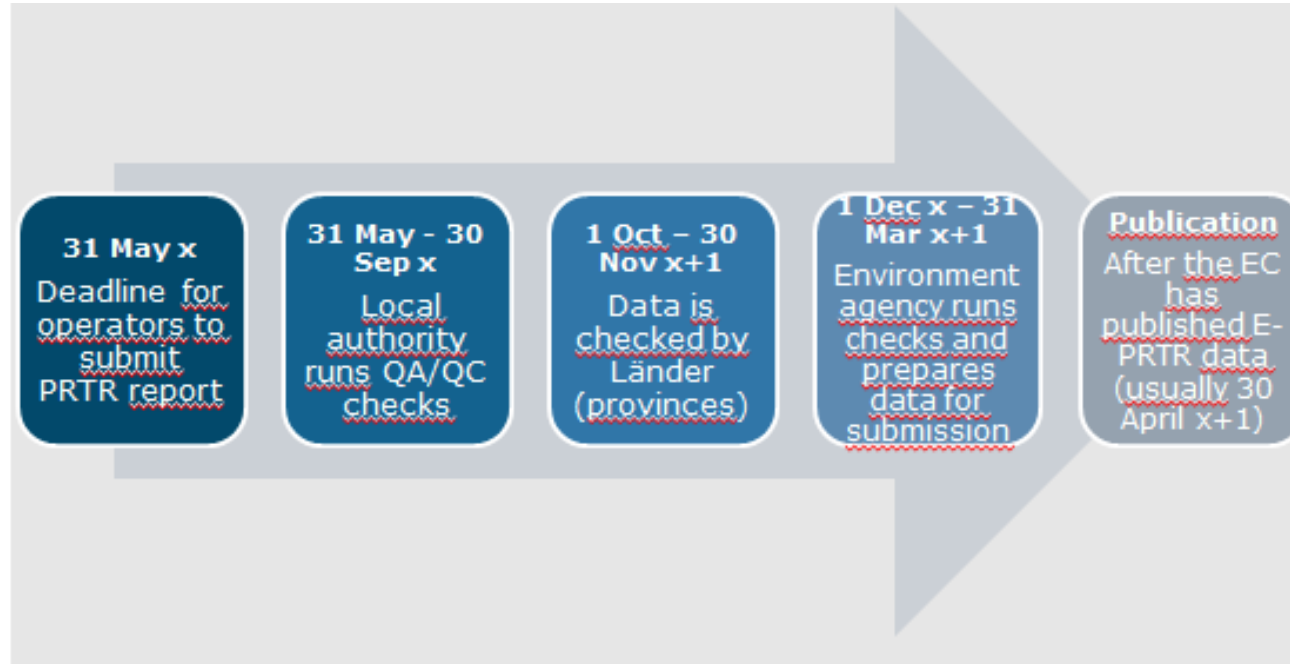 31 May x
Deadline for
operators to
submit
PRTR report
31 May - 30
Sep x
Local
authority
runs QA/QC
checks
1 Oct – 30
Nov x+1
Data is
checked by
Länder
(provinces)
1 Dec x – 31
Mar x+1
Environment
agency runs
checks and
prepares
data for
submission
Publication
After the EC
has
published E-
PRTR data
(usually 30
April x+1)